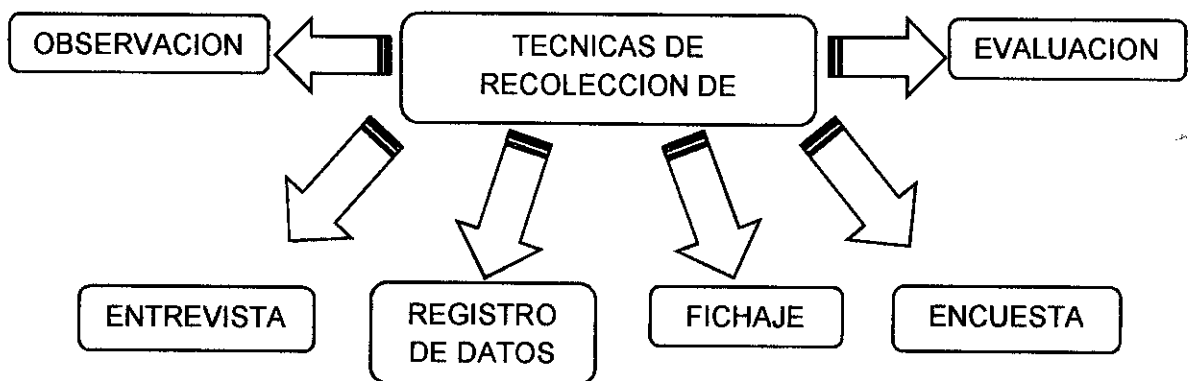 OBSERVACION
TECNICAS DE
RECOLECCION DE
EVALUACION
ENTREVISTA
REGISTRO
DE DATOS
FICHAJE
ENCUESTA